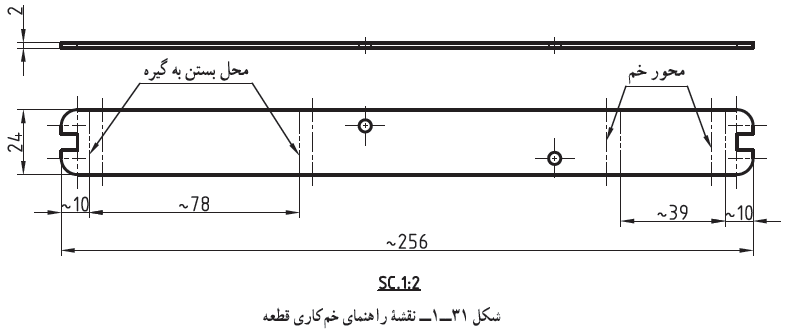 2
محل بستن به گیره
محور خم
24
~10
~78
~39
~10
~256
SC.1:2
شکل ۳۱ــ۱ــ نقشهٔ راهنمای خم‌کاری قطعه